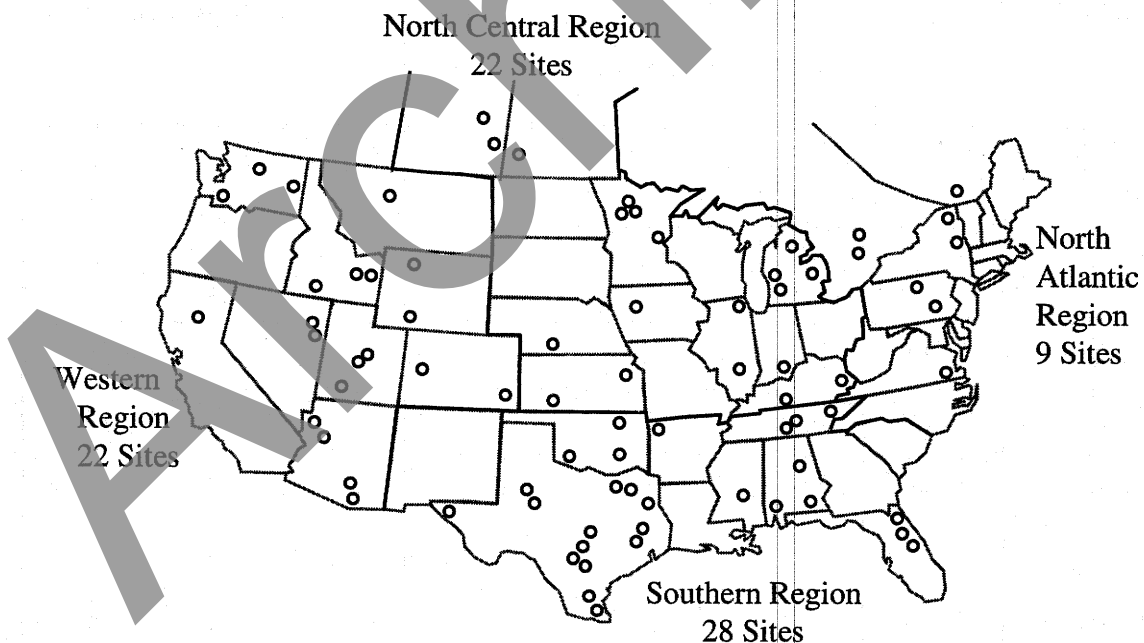 North Central Region
22 Sites
North
Atlantic
Region
9 Sites
Western
Region
22 Sites
Southern Region
28 Sites